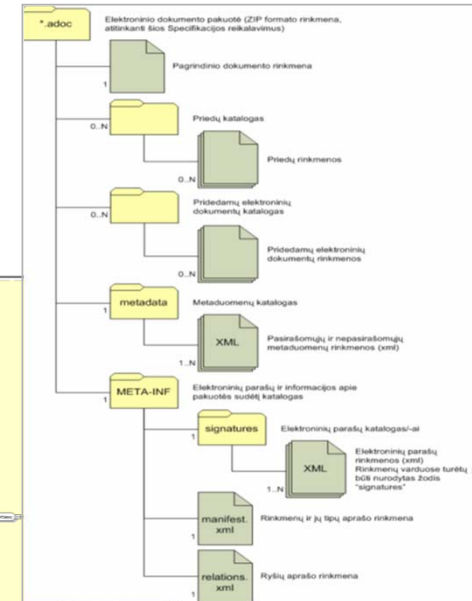 *.adoc
Elektroninio dokumento pakuotė (ZIP formato rinkmena,
atitinkanti šios Specifikacijos reikalavimus)
Pagrindinio dokumento rinkmena
1
Priedų katalogas
0..N
Priedų rinkmenos
0..N
Pridedamų elektroninių
dokumentų katalogas
0..N
Pridedamų elektroninių
dokumentų rinkmenos
0..N
metadata
Metaduomenų katalogas
1
XML
Pasirašomųjų ir nepasirašomųjų
metaduomenų rinkmenos (xml)
1..N
META-INF
Elektroninių parašų ir informacijos apie
pakuotės sudėtį katalogas
1
signatures
Elektroninių parašų katalogas/-ai
1
XML
Elektroninių parašų
rinkmenos (xml)
Rinkmenų varduose turėtų
būti nurodytas žodis
"signatures"
1..N
manifest.
xml
Rinkmenų ir jų tipų aprašo rinkmena
1
relations.
xml
Ryšių aprašo rinkmena
1